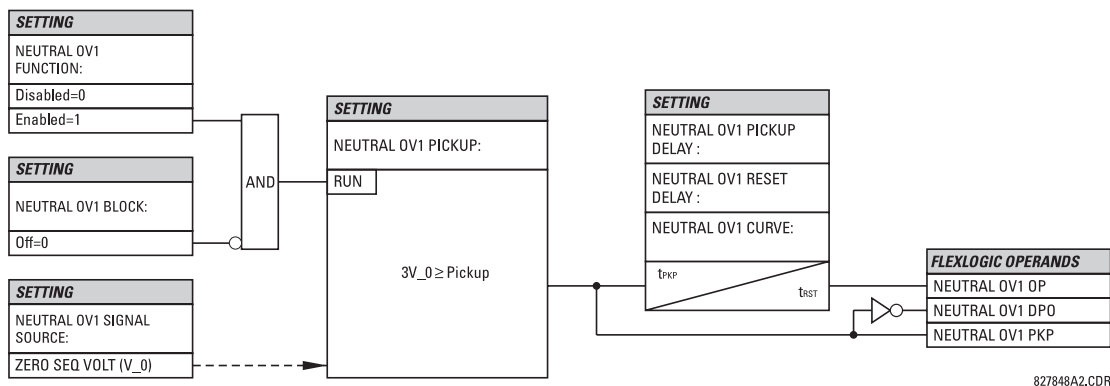 SETTING
NEUTRAL OV1
FUNCTION:
Disabled=0
Enabled=1
SETTING
NEUTRAL OV1 BLOCK:
Off=0
SETTING
NEUTRAL OV1 SIGNAL
SOURCE:
ZERO SEQ VOLT (V_0)
AND
SETTING
NEUTRAL OV1 PICKUP:
RUN
3V_0 ≥ Pickup
SETTING
NEUTRAL OV1 PICKUP
DELAY :
NEUTRAL OV1 RESET
DELAY :
NEUTRAL OV1 CURVE:
tPKP
tRST
FLEXLOGIC OPERANDS
NEUTRAL OV1 OP
NEUTRAL OV1 DPO
NEUTRAL OV1 PKP
827848A2.CDR